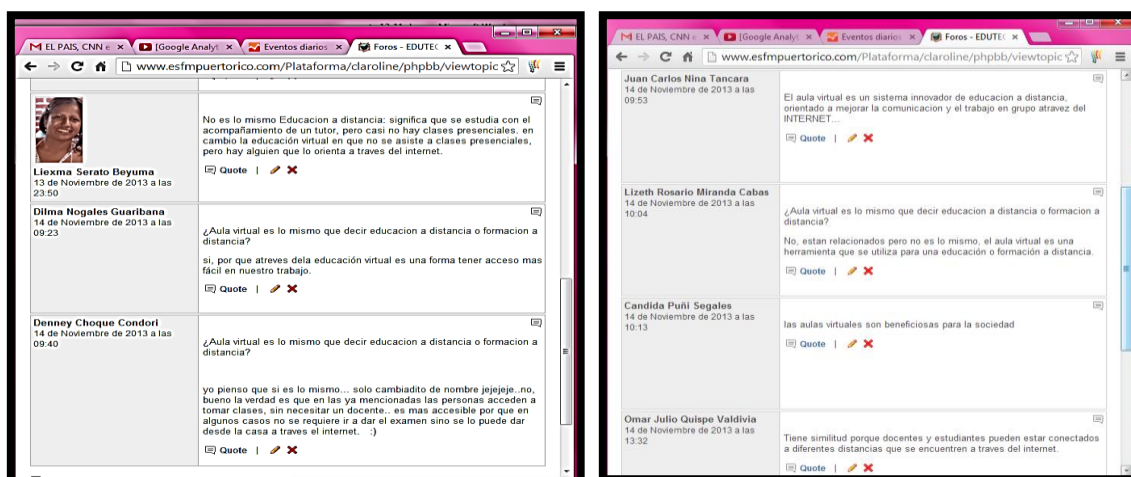 EL PAIS, CNN e
[Google Analyt
Eventos diarios
Foros - EDUTEC
www.esfmpuertorico.com/Plataforma/claroline/phpbb/viewtopic
No es lo mismo Educacion a distancia: significa que se estudia con el
acompañamiento de un tutor, pero casi no hay clases presenciales. en
cambio la educación virtual en que no se asiste a clases presenciales,
pero hay alguien que lo orienta a traves del internet.
Quote |
Liexma Serato Beyuma
13 de Noviembre de 2013 a las
23:50
Dilma Nogales Guaribana
14 de Noviembre de 2013 a las
09:23
¿Aula virtual es lo mismo que decir educacion a distancia o formacion a
distancia?
si, por que atreves dela educación virtual es una forma tener acceso mas
fácil en nuestro trabajo.
Quote |
Denney Choque Condori
14 de Noviembre de 2013 a las
09:40
¿Aula virtual es lo mismo que decir educacion a distancia o formacion a
distancia?
yo pienso que si es lo mismo... solo cambiadito de nombre jejejeje..no,
bueno la verdad es que en las ya mencionadas las personas acceden a
tomar clases, sin necesitar un docente.. es mas accesible por que en
algunos casos no se requiere ir a dar el examen sino se lo puede dar
desde la casa a traves el internet. :)
Quote |
EL PAIS, CNN e
[Google Analyt
Eventos diarios
Foros - EDUTEC
www.esfmpuertorico.com/Plataforma/claroline/phpbb/viewtopic
Juan Carlos Nina Tancara
14 de Noviembre de 2013 a las
09:53
El aula virtual es un sistema innovador de educacion a distancia,
orientado a mejorar la comunicacion y el trabajo en grupo atravez del
INTERNET...
Quote |
Lizeth Rosario Miranda Cabas
14 de Noviembre de 2013 a las
10:04
¿Aula virtual es lo mismo que decir educacion a distancia o formacion a
distancia?
No, estan relacionados pero no es lo mismo, el aula virtual es una
herramienta que se utiliza para una educación o formación a distancia.
Quote |
Candida Puñi Segales
14 de Noviembre de 2013 a las
10:13
las aulas virtuales son beneficiosas para la sociedad
Quote |
Omar Julio Quispe Valdivia
14 de Noviembre de 2013 a las
13:32
Tiene similitud porque docentes y estudiantes pueden estar conectados
a diferentes distancias que se encuentren a traves del internet.
Quote |